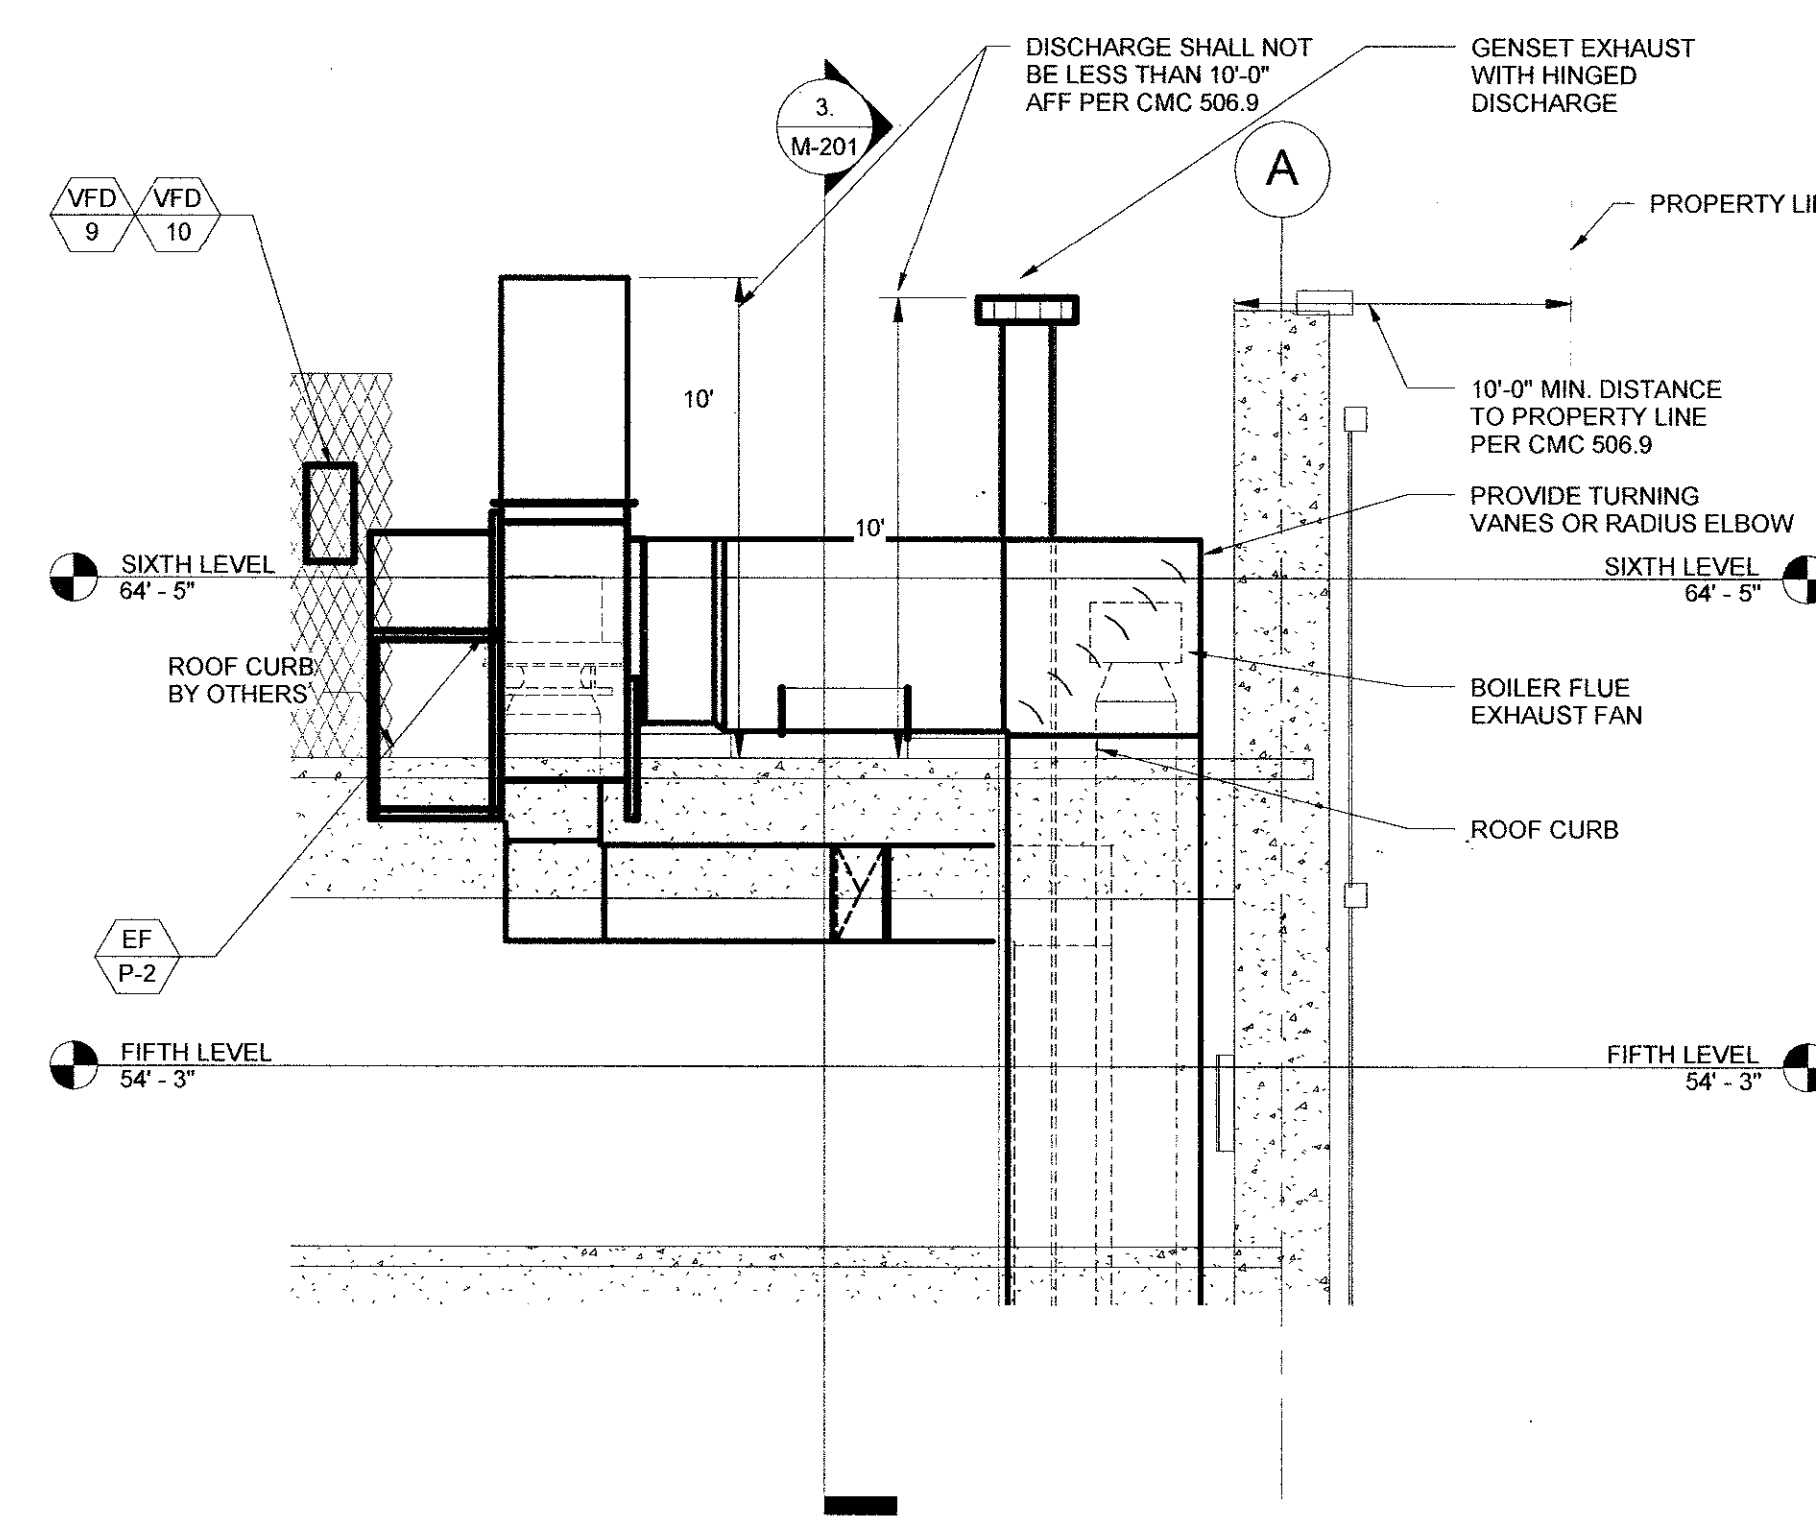 DISCHARGE SHALL NOT
BE LESS THAN 10'-0"
AFF PER CMC 506.9
GENSET EXHAUST
WITH HINGED
DISCHARGE
3.
M-201
A
VFD
9
VFD
10
PROPERTY
10'
10'-0" MIN. DISTANCE
TO PROPERTY LINE
PER CMC 506.9
PROVIDE TURNING
VANES OR RADIUS ELBOW
10'
SIXTH LEVEL
64' - 5"
SIXTH LEVEL
64' - 5"
ROOF CURB
BY OTHERS
BOILER FLUE
EXHAUST FAN
ROOF CURB
EF
P-2
FIFTH LEVEL
54' - 3"
FIFTH LEVEL
54' - 3"